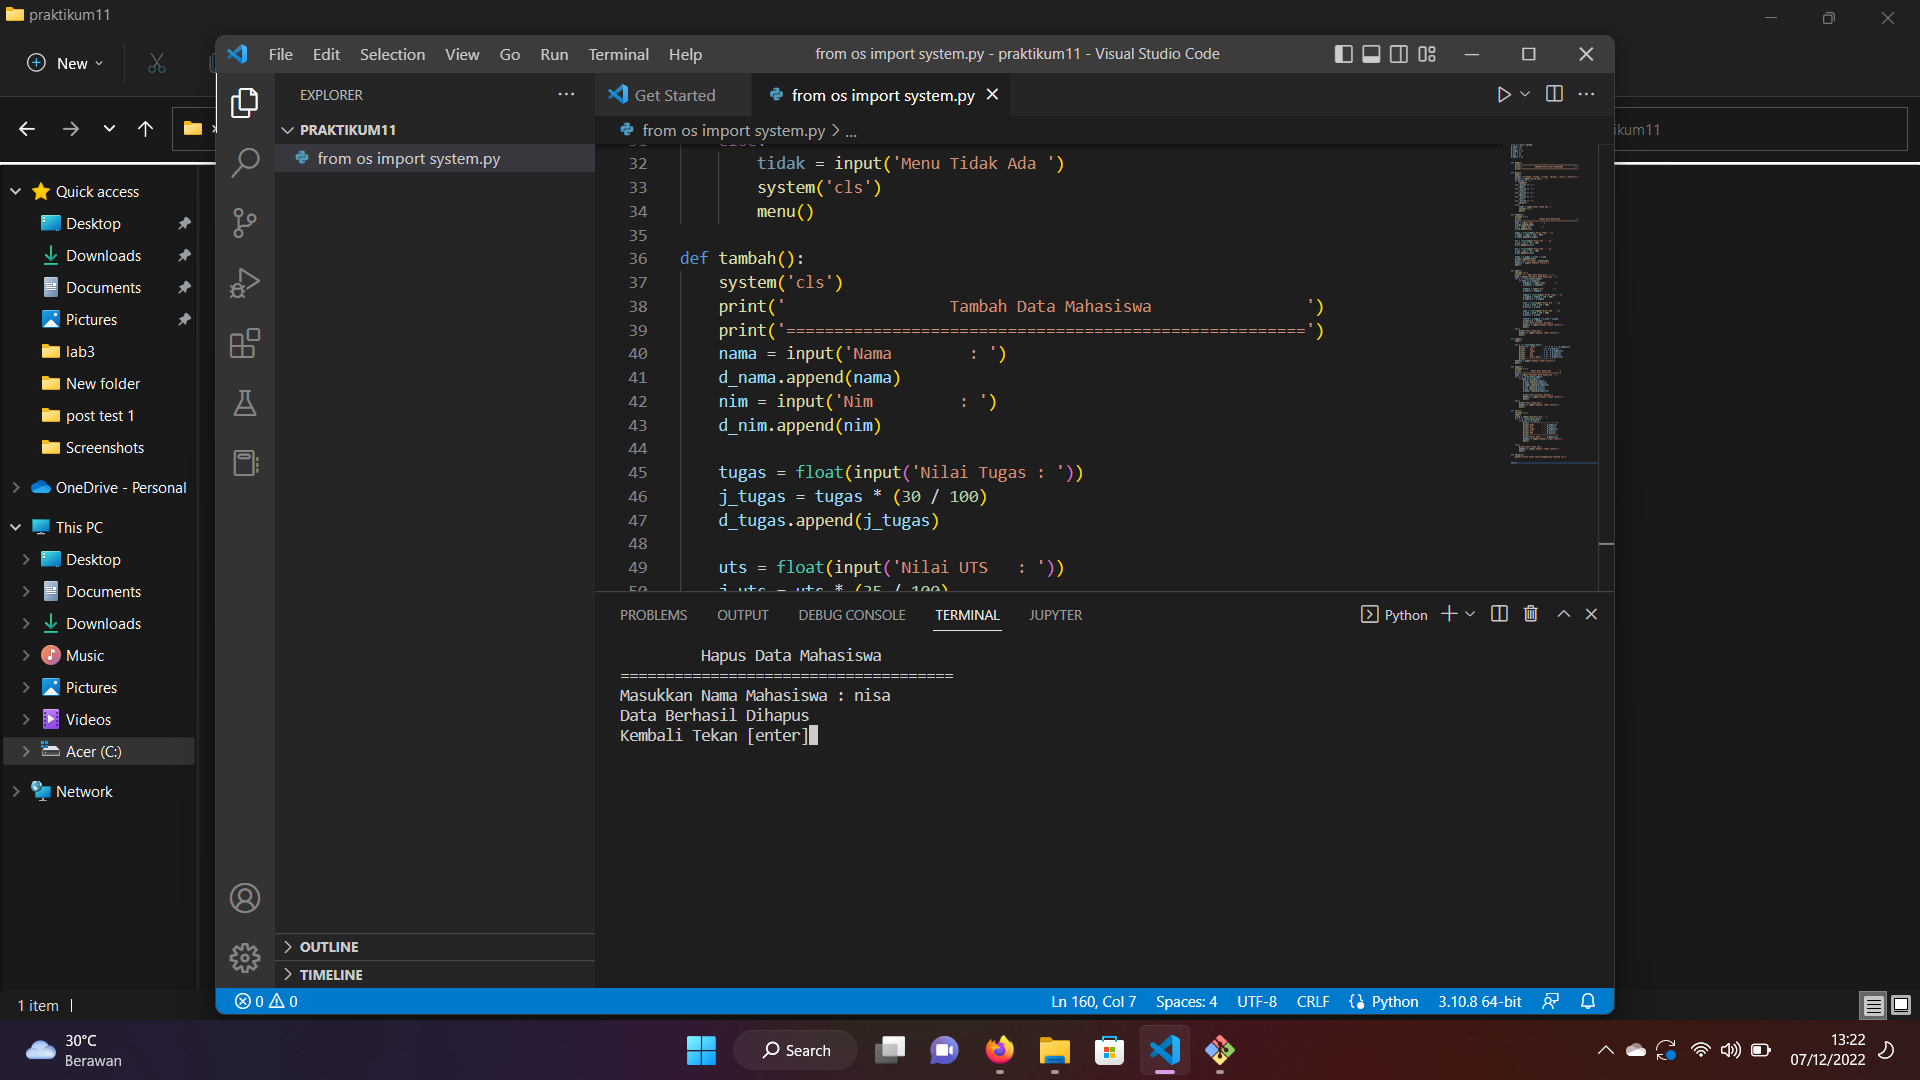 praktikum11
New
File Edit Selection View Go Run Terminal Help
from os import system.py - praktikum11 - Visual Studio Code
EXPLORER
Get Started
from os import system.py
PRAKTIKUM11
from os import system.py > ...
from os import system.py
Quick access
Desktop
Downloads
Documents
Pictures
lab3
New folder
post test 1
Screenshots
OneDrive - Personal
This PC
Desktop
Documents
Downloads
Music
Pictures
Videos
Acer (C:)
Network
32 tidak = input('Menu Tidak Ada ')
33 system('cls')
34 menu()
35
36 def tambah():
37 system('cls')
38 print('                 Tambah Data Mahasiswa                ')
39 print('======================================================')
40 nama = input('Nama        : ')
41 d_nama.append(nama)
42 nim = input('Nim         : ')
43 d_nim.append(nim)
44
45 tugas = float(input('Nilai Tugas : '))
46 j_tugas = tugas * (30 / 100)
47 d_tugas.append(j_tugas)
48
49 uts = float(input('Nilai UTS   : '))
50 j_uts = uts * (35 / 100)
PROBLEMS OUTPUT DEBUG CONSOLE TERMINAL JUPYTER
Python
Hapus Data Mahasiswa
=====================================
Masukkan Nama Mahasiswa : nisa
Data Berhasil Dihapus
Kembali Tekan [enter]
OUTLINE
TIMELINE
0 0
Ln 160, Col 7 Spaces: 4 UTF-8 CRLF Python 3.10.8 64-bit
1 item
30°C
Berawan
Search
13:22
07/12/2022